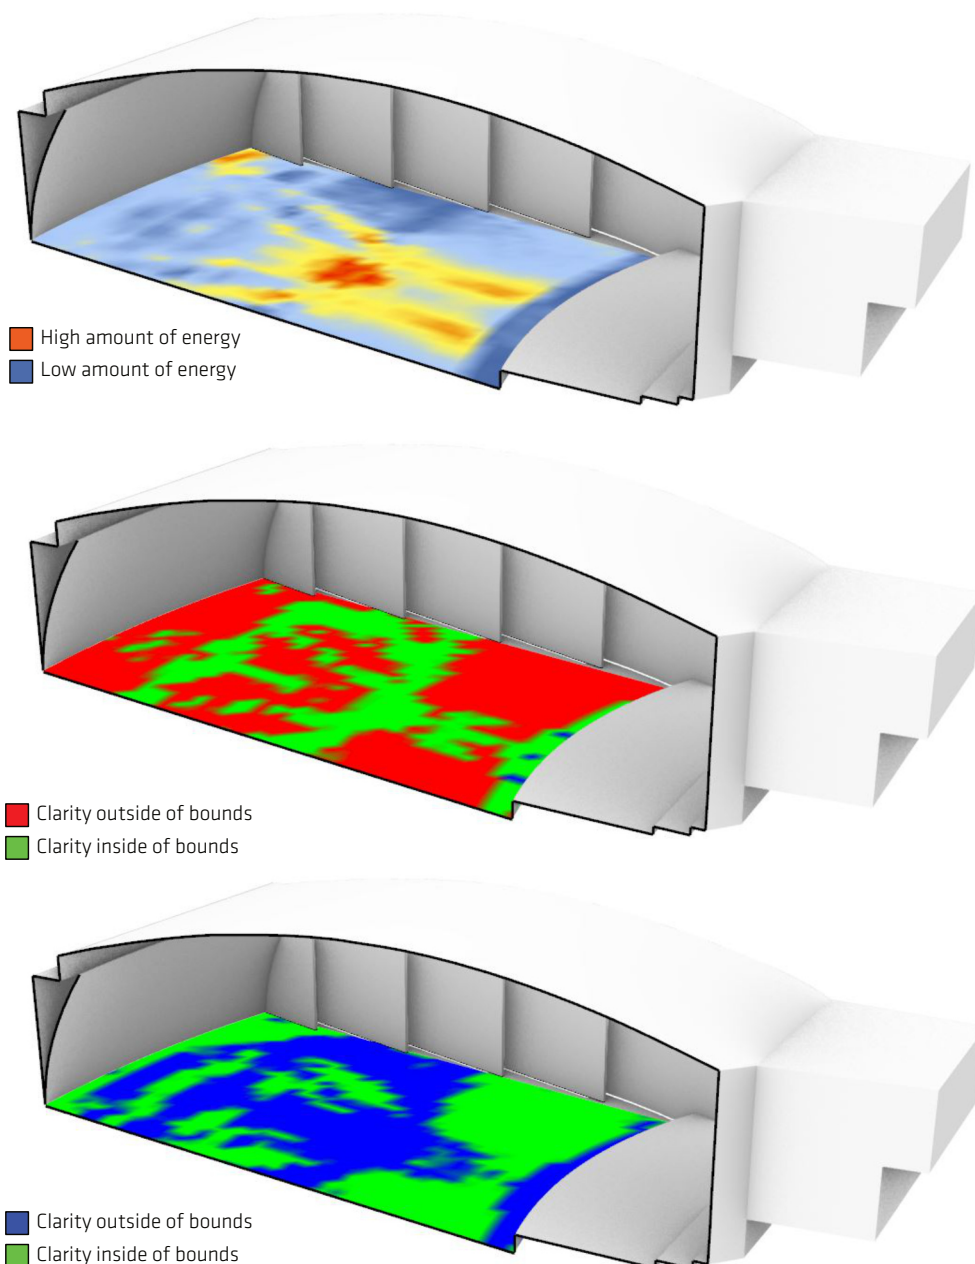 High amount of energy
Low amount of energy
Clarity outside of bounds
Clarity inside of bounds
Clarity outside of bounds
Clarity inside of bounds